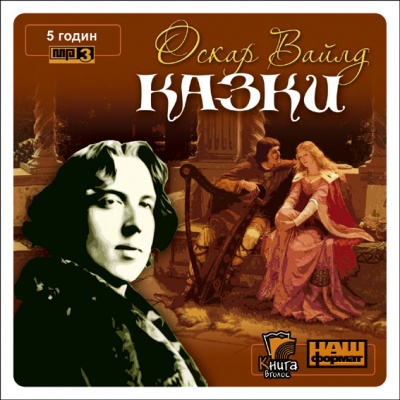 5 годин
mp3
Оскар Вайлд
КАЗКИ
Книга
Вголос
НАШ
формат